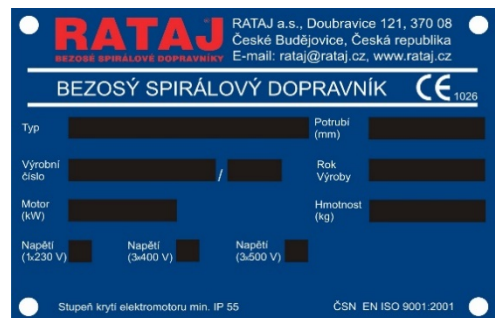 RATAJ
BEZOSÉ SPIRÁLOVÉ DOPRAVNÍKY
RATAJ a.s., Doubravice 121, 370 08
České Budějovice, Česká republika
E-mail: rataj@rataj.cz, www.rataj.cz
BEZOSÝ SPIRÁLOVÝ DOPRAVNÍK CE 1026
Typ
Potrubí
(mm)
Výrobní
číslo
/
Rok
Výroby
Motor
(kW)
Hmotnost
(kg)
Napětí
(1x230 V)
Napětí
(3x400 V)
Napětí
(3x500 V)
Stupeň krytí elektromotoru min. IP 55
ČSN EN ISO 9001:2001